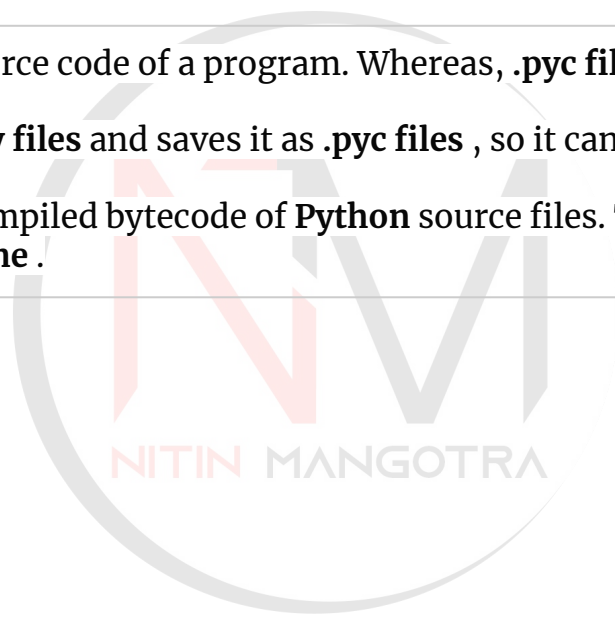 rce code of a program. Whereas, .pyc fil
files and saves it as .pyc files , so it can
mpiled bytecode of Python source files.
ne .
NITIN MANGOTRA